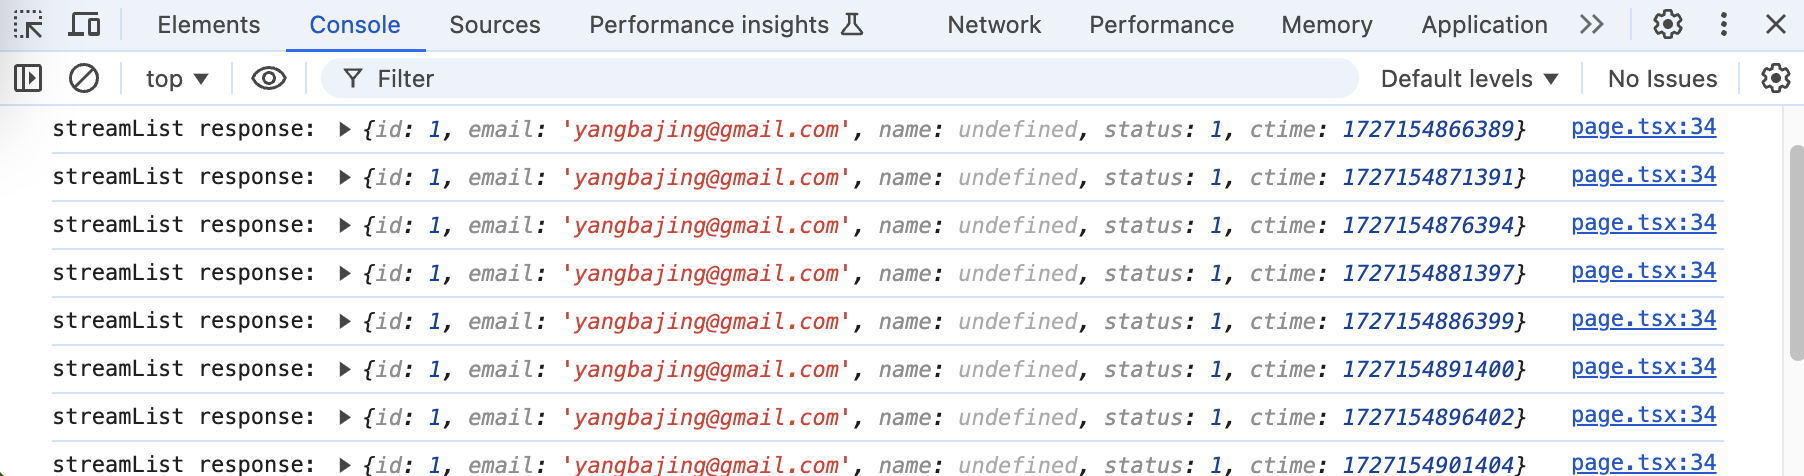 Elements Console Sources Performance insights Network Performance Memory Application
top Filter Default levels No Issues
streamList response: {id: 1, email: 'yangbajing@gmail.com', name: undefined, status: 1, ctime: 1727154866389} page.tsx:34
streamList response: {id: 1, email: 'yangbajing@gmail.com', name: undefined, status: 1, ctime: 1727154871391} page.tsx:34
streamList response: {id: 1, email: 'yangbajing@gmail.com', name: undefined, status: 1, ctime: 1727154876394} page.tsx:34
streamList response: {id: 1, email: 'yangbajing@gmail.com', name: undefined, status: 1, ctime: 1727154881397} page.tsx:34
streamList response: {id: 1, email: 'yangbajing@gmail.com', name: undefined, status: 1, ctime: 1727154886399} page.tsx:34
streamList response: {id: 1, email: 'yangbajing@gmail.com', name: undefined, status: 1, ctime: 1727154891400} page.tsx:34
streamList response: {id: 1, email: 'yangbajing@gmail.com', name: undefined, status: 1, ctime: 1727154896402} page.tsx:34
streamList response: {id: 1, email: 'yangbajing@gmail.com', name: undefined, status: 1, ctime: 1727154901404} page.tsx:34